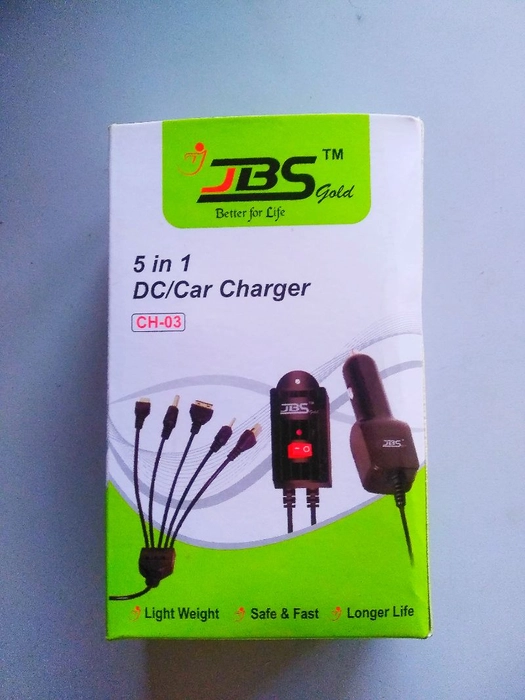 JBS™
Gold
Better for Life
5 in 1
DC/Car Charger
CH-03
JBS™
JBS
Light Weight Safe & Fast Longer Life